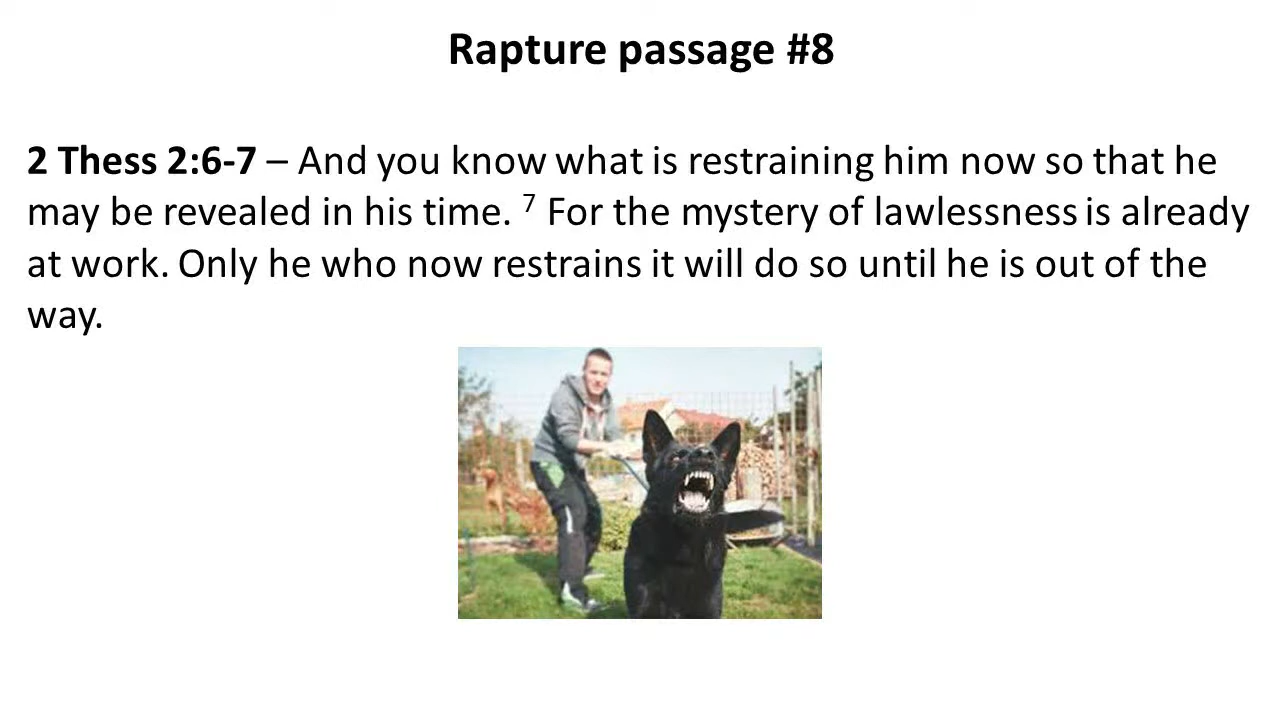 Rapture passage #8
2 Thess 2:6-7 – And you know what is restraining him now so that he
may be revealed in his time. 7 For the mystery of lawlessness is already
at work. Only he who now restrains it will do so until he is out of the
way.